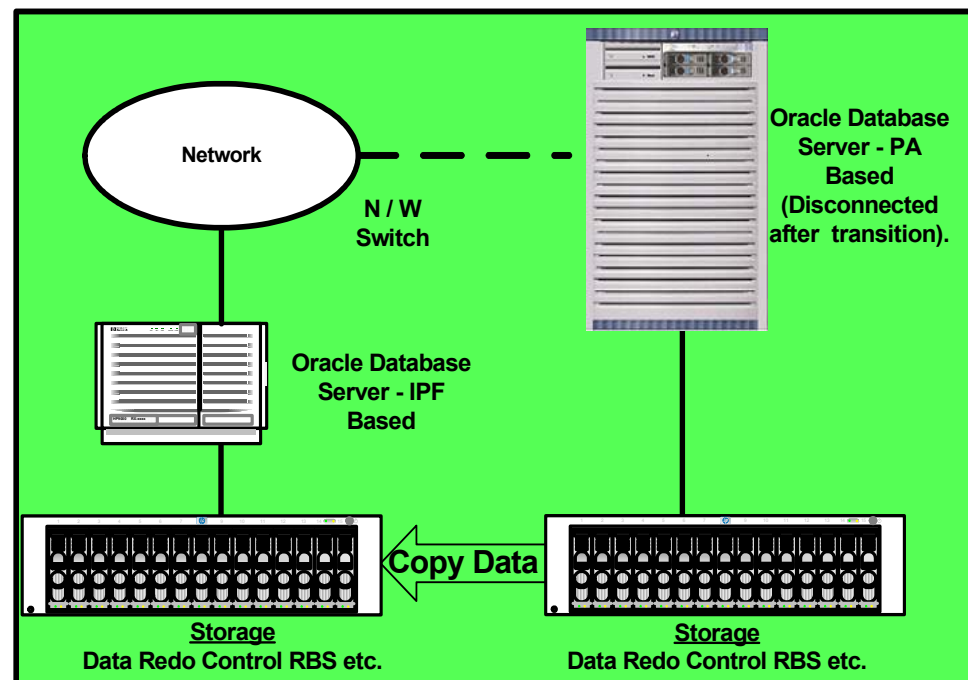 Network
N / W
Switch
Oracle Database
Server - PA
Based
(Disconnected
after transition).
Oracle Database
Server - IPF
Based
Copy Data
Storage
Data Redo Control RBS etc.
Storage
Data Redo Control RBS etc.